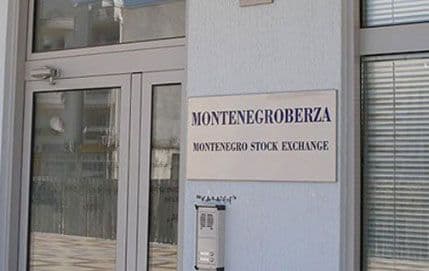 MONTENEGROBERZA
MONTENEGRO STOCK EXCHANGE